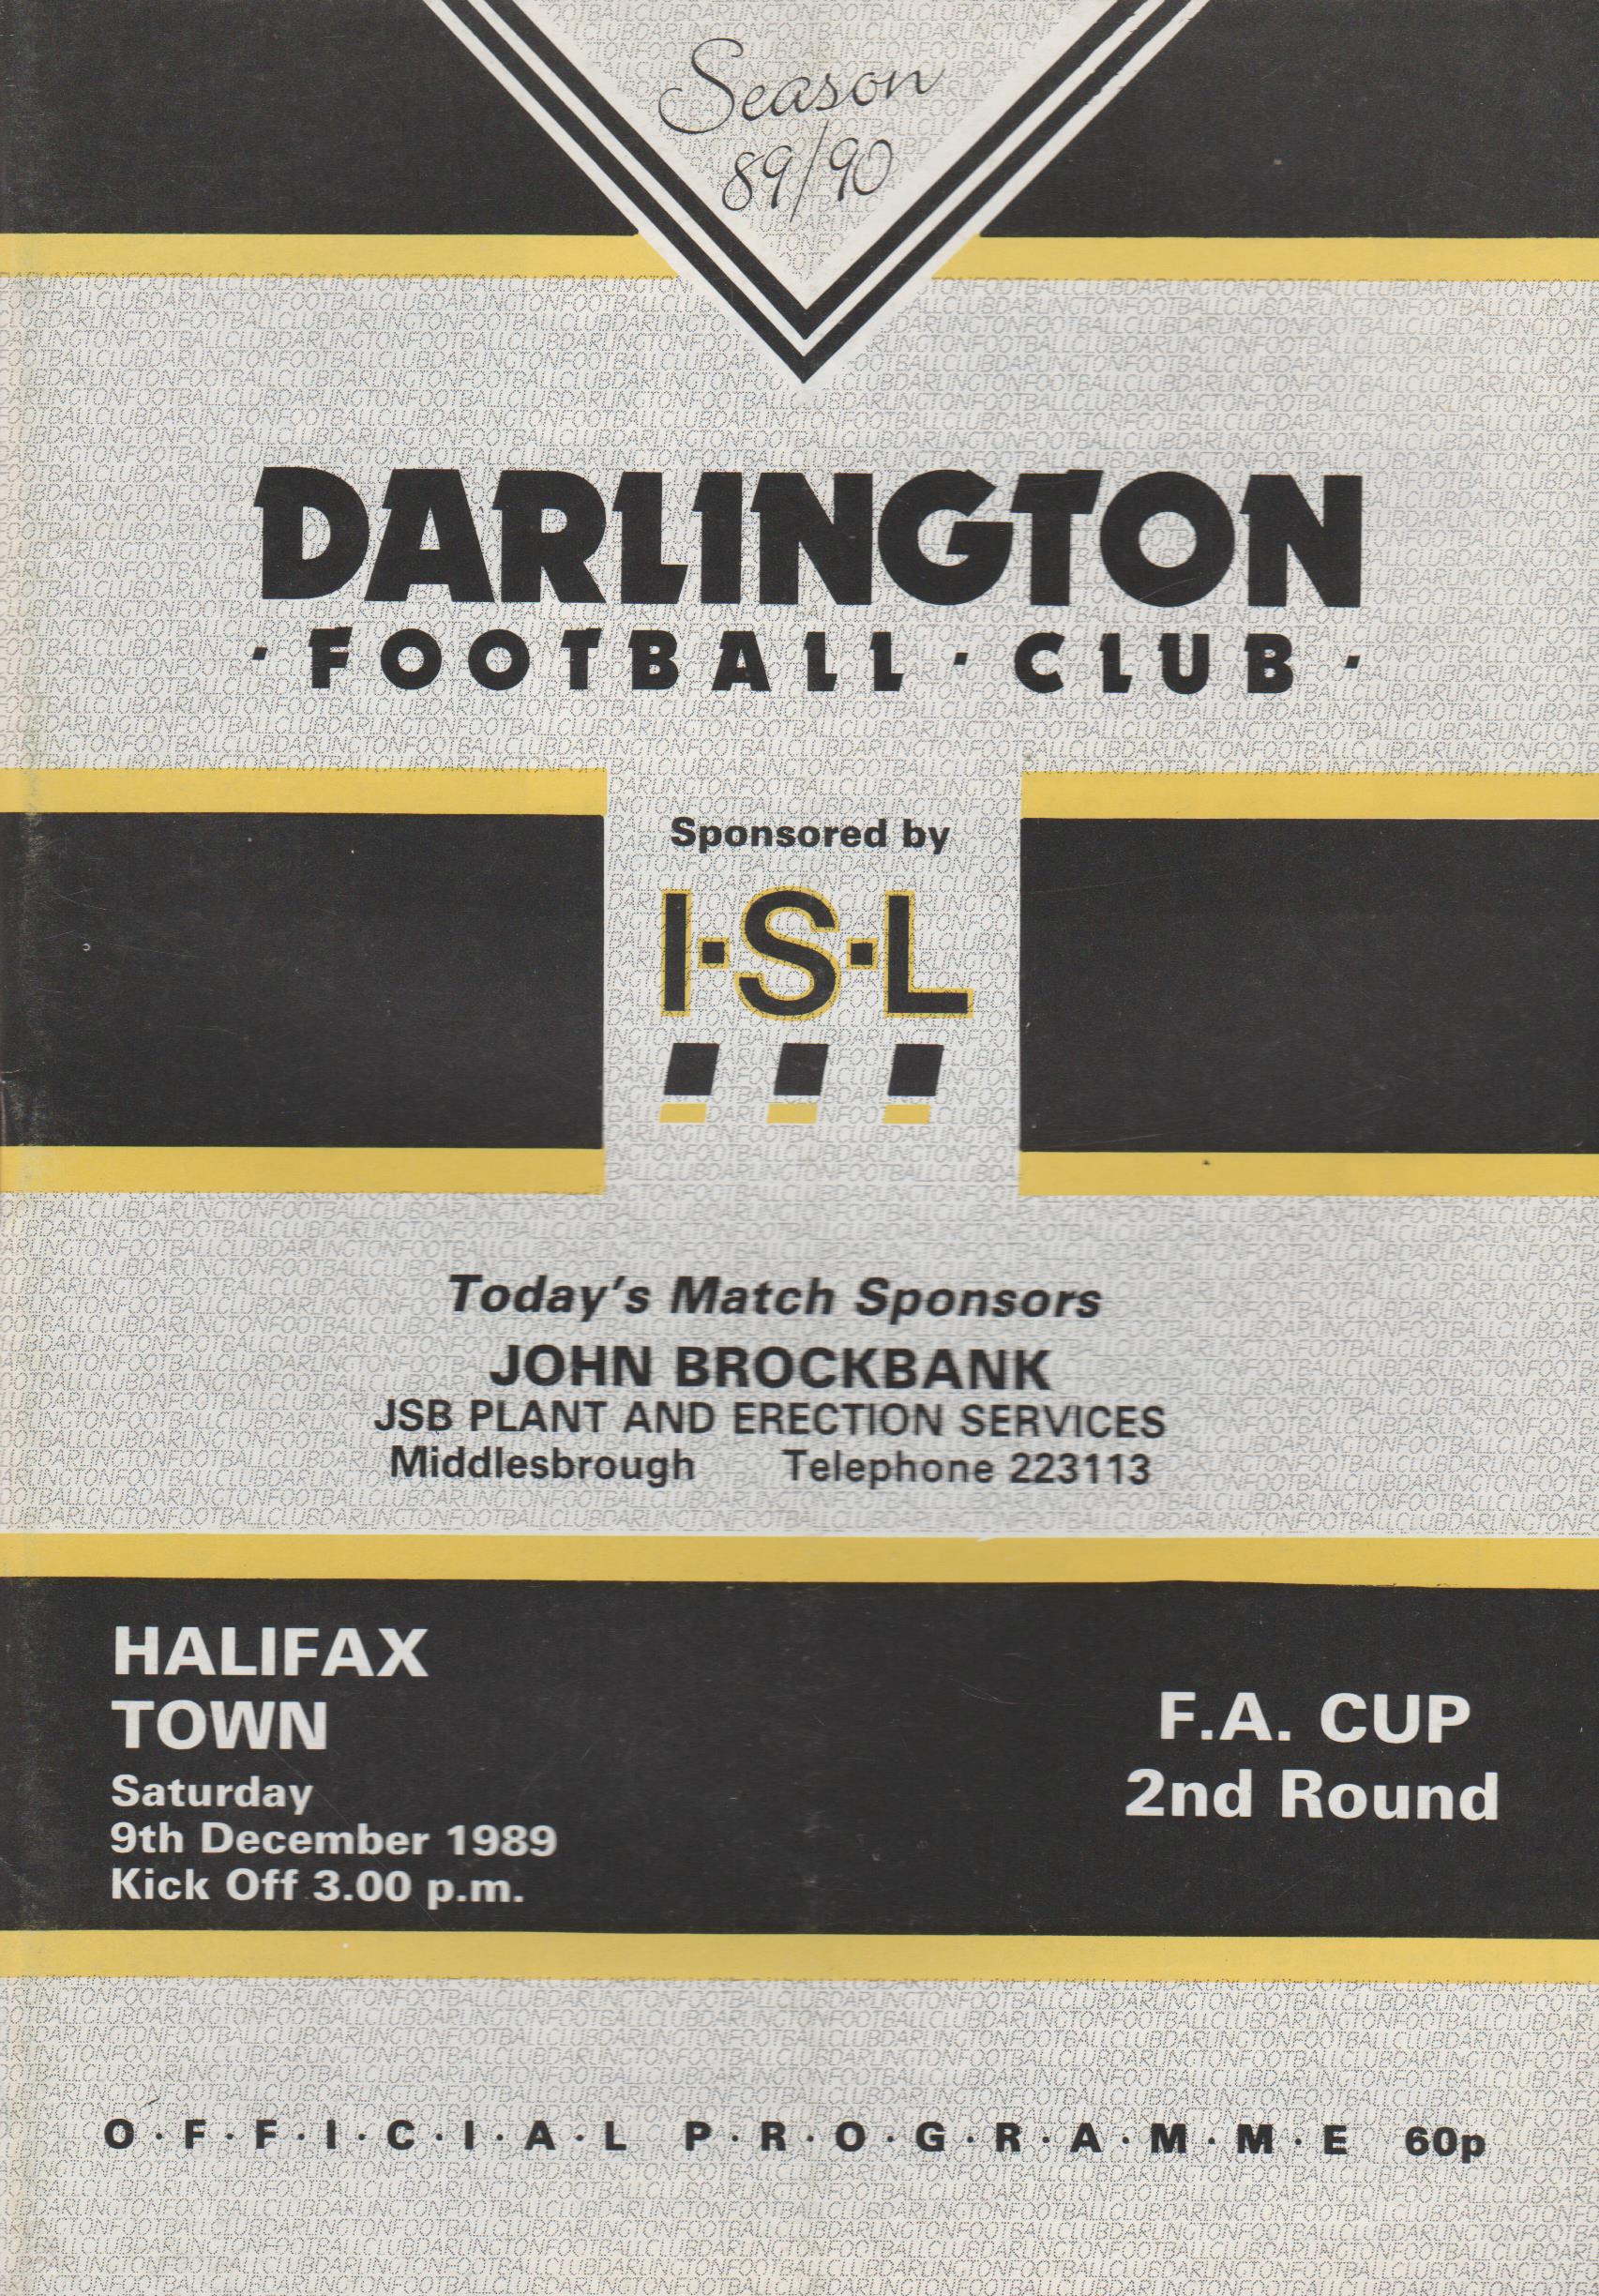 Season
89/90
DARLINGTON
· FOOTBALL · CLUB ·
Sponsored by
I·S·L
Today's Match Sponsors
JOHN BROCKBANK
JSB PLANT AND ERECTION SERVICES
Middlesbrough Telephone 223113
HALIFAX
TOWN
Saturday
9th December 1989
Kick Off 3.00 p.m.
F.A. CUP
2nd Round
O·F·F·I·C·I·A·L P·R·O·G·R·A·M·M·E 60p